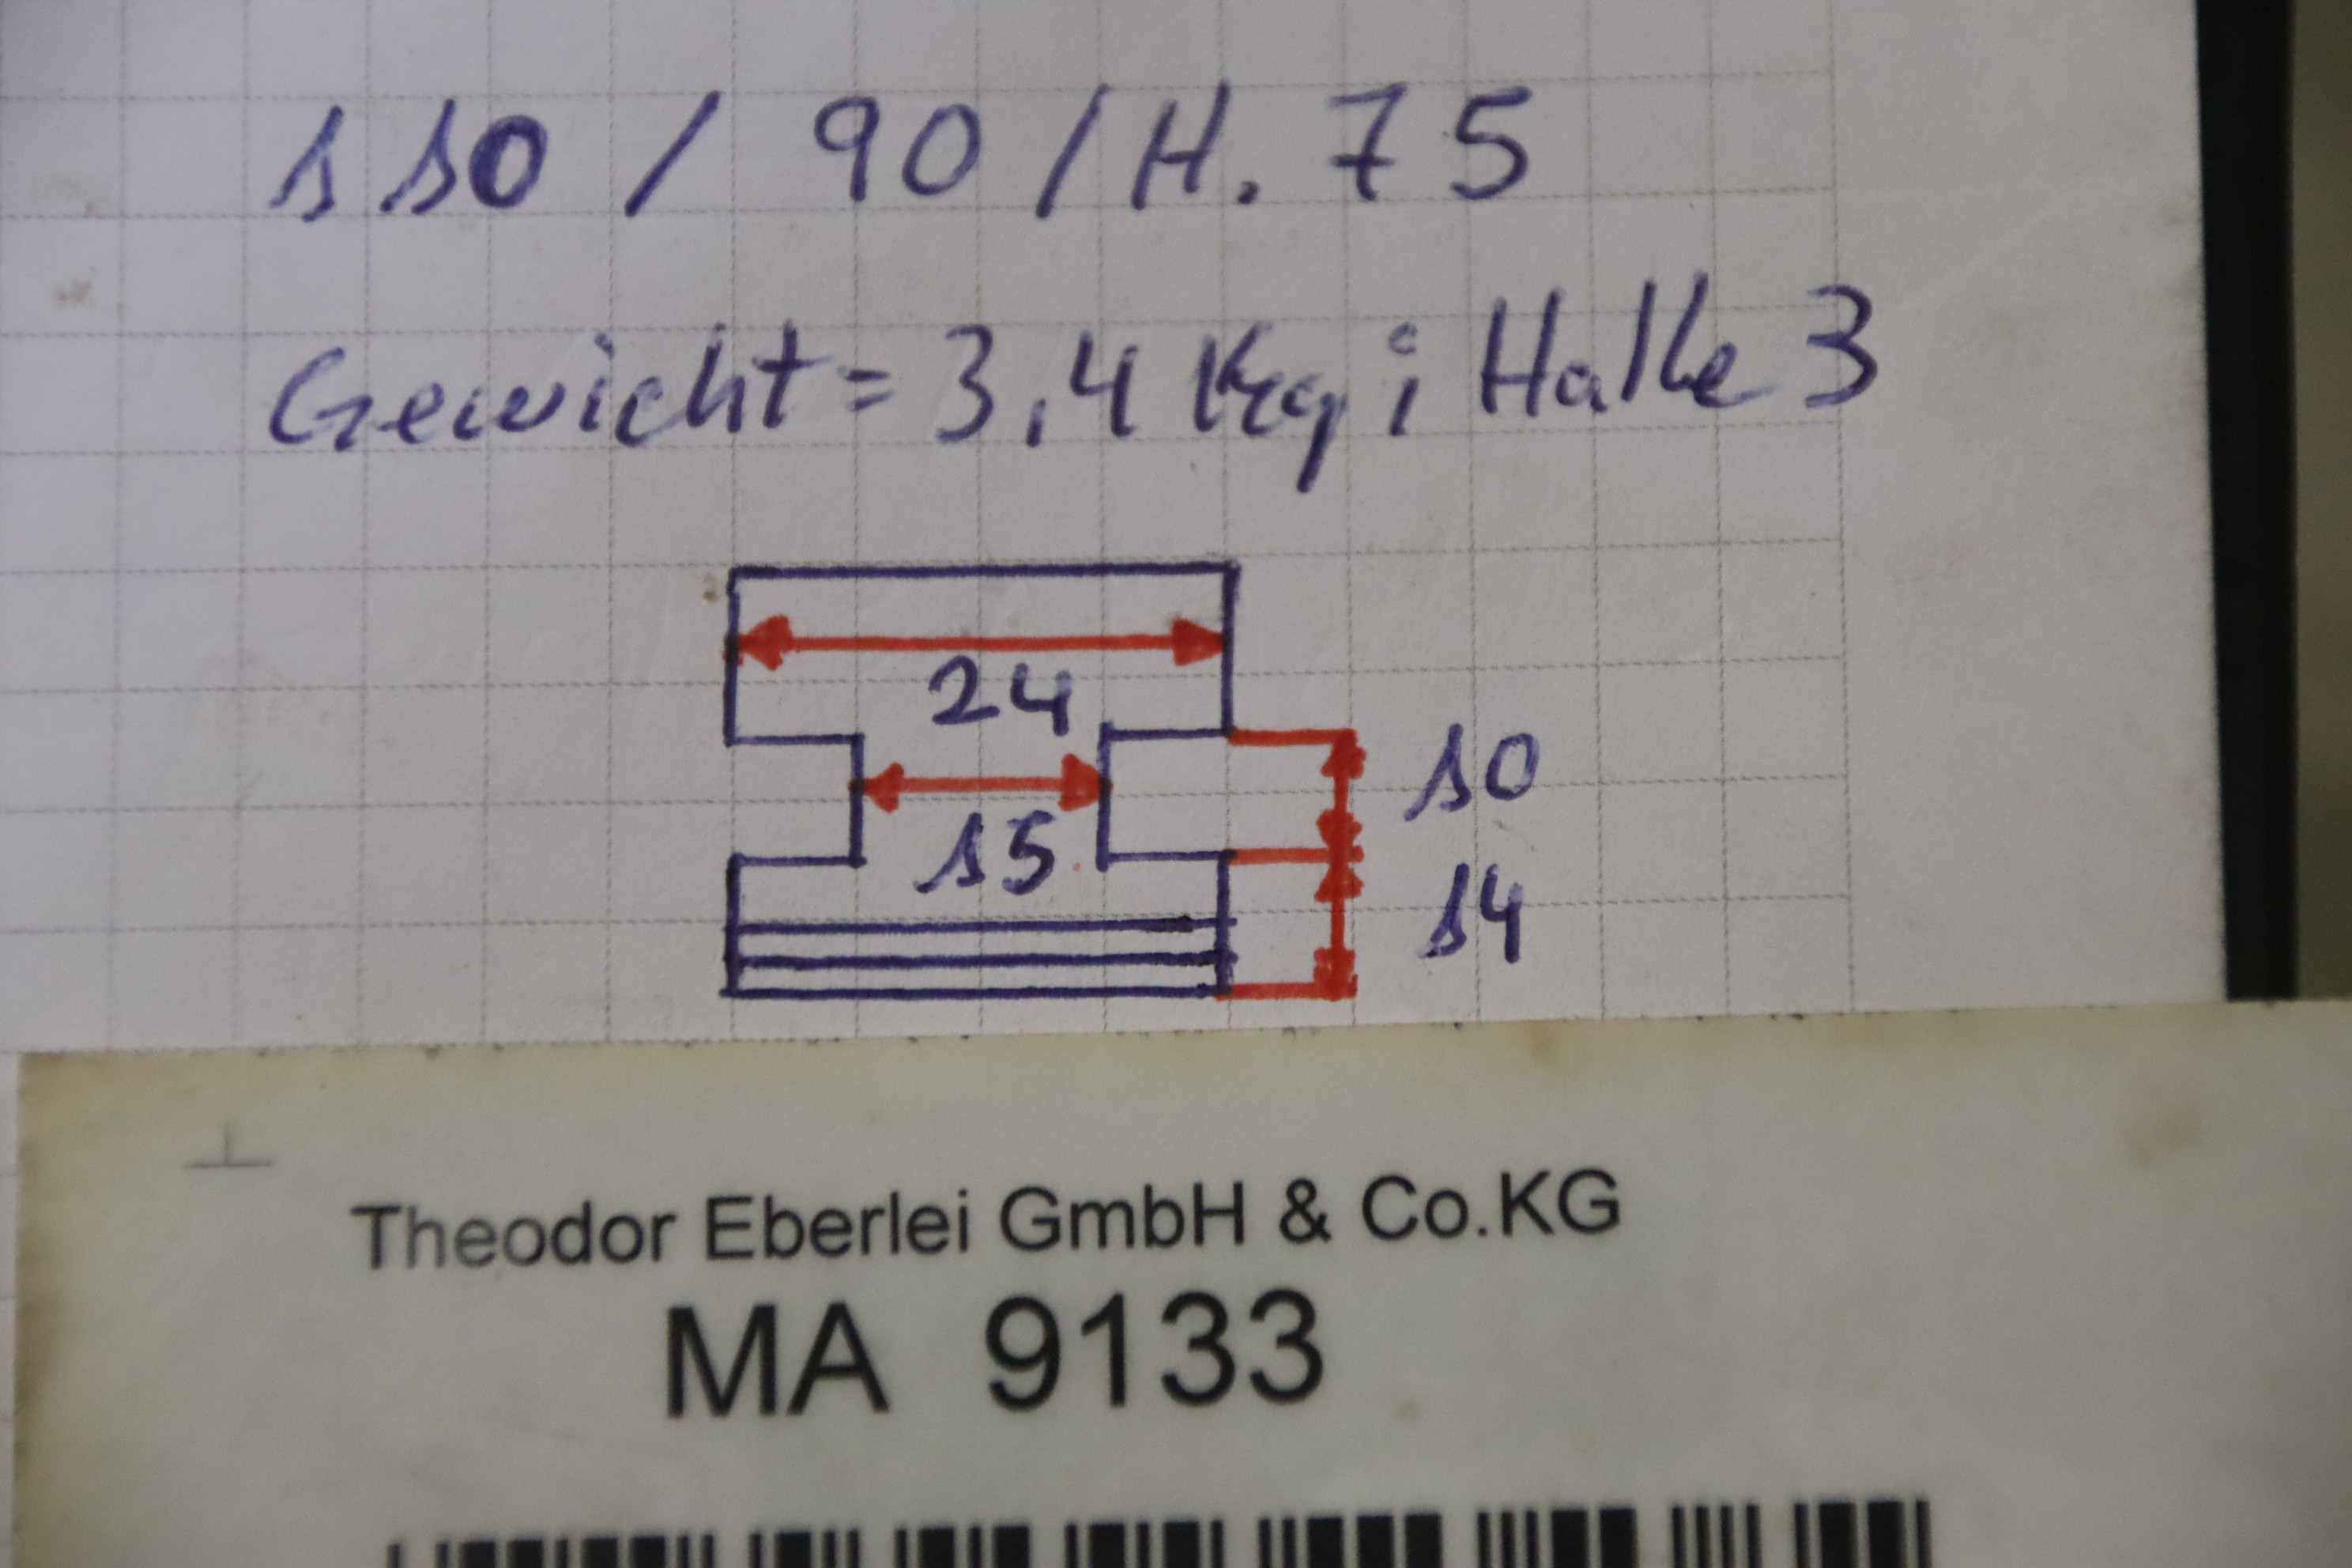 110 / 90 / H. 75
Gewicht = 3,4 Kg ; Halle 3
24
10
15
14
Theodor Eberlei GmbH & Co.KG
MA 9133